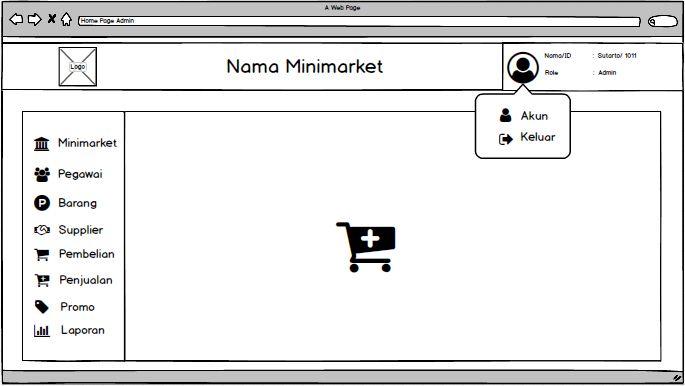 A Web Page
Home Page Admin
Logo
Nama Minimarket
Nama/ID : Sutarto/ 1011
Role : Admin
Akun
Keluar
Minimarket
Pegawai
P Barang
Supplier
Pembelian
Penjualan
Promo
Laporan